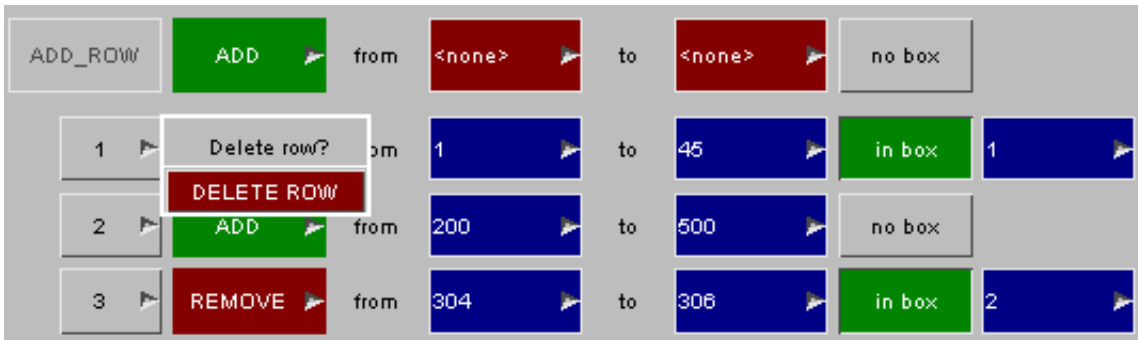 ADD_ROW ADD from <none> to <none> no box
1 Delete row? om 1 to 45 in box 1
DELETE ROW
2 ADD from 200 to 500 no box
3 REMOVE from 304 to 306 in box 2